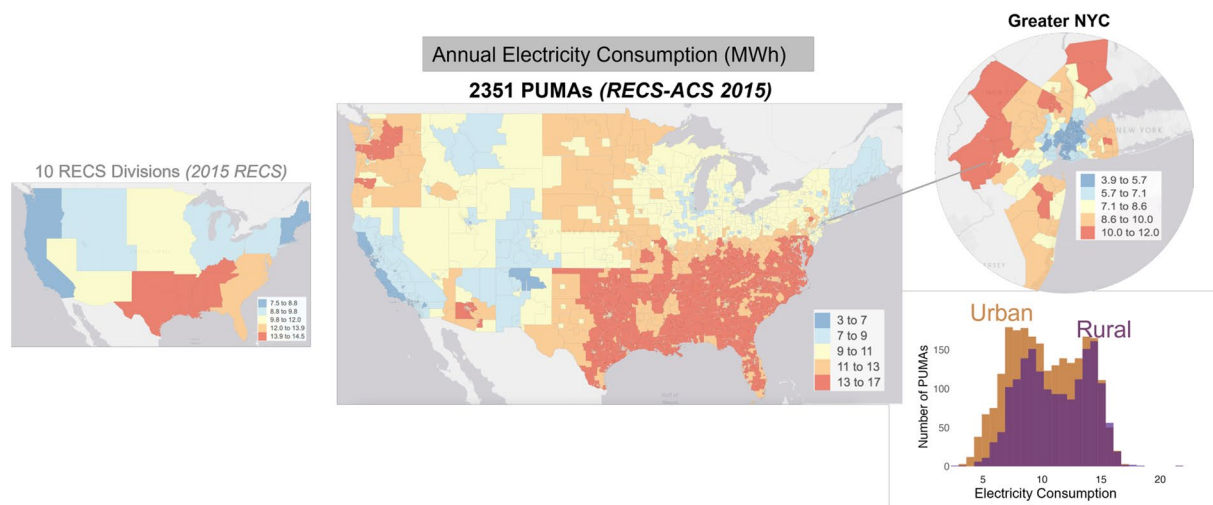 Greater NYC
Annual Electricity Consumption (MWh)
2351 PUMAs (RECS-ACS 2015)
10 RECS Divisions (2015 RECS)
7.5 to 8.8
8.8 to 9.8
9.8 to 12.0
12.0 to 13.9
13.9 to 14.5
3 to 7
7 to 9
9 to 11
11 to 13
13 to 17
NEW YORK
JERSEY
3.9 to 5.7
5.7 to 7.1
7.1 to 8.6
8.6 to 10.0
10.0 to 12.0
Urban
Rural
Number of PUMAs
150
100
50
0
5
10
15
20
Electricity Consumption